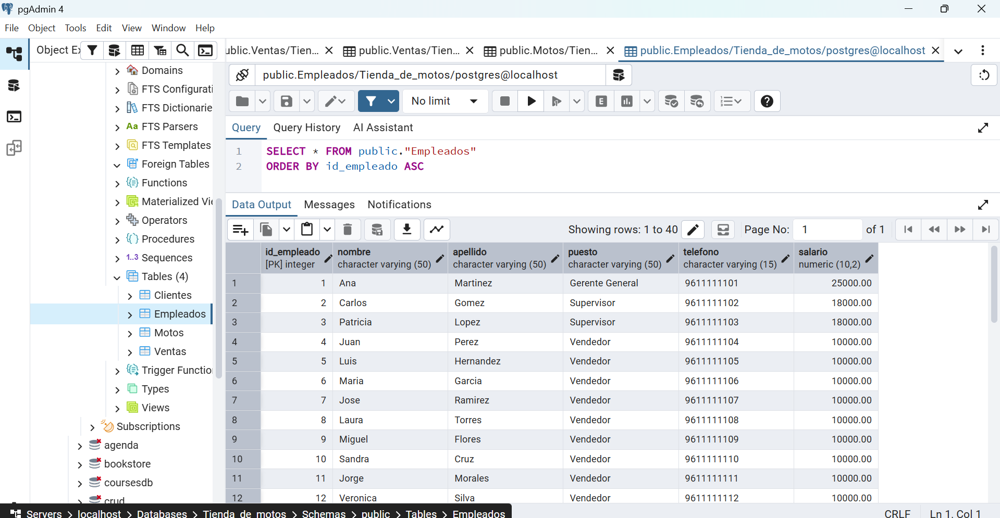 pgAdmin 4
File Object Tools Edit View Window Help
Object Ex
ublic.Ventas/Tien... public.Ventas/Tien... public.Motos/Tien... public.Empleados/Tienda_de_motos/postgres@localhost
public.Empleados/Tienda_de_motos/postgres@localhost
No limit
E
Query Query History AI Assistant
1 SELECT * FROM public."Empleados"
2 ORDER BY id_empleado ASC
Data Output Messages Notifications
Showing rows: 1 to 40 Page No: 1 of 1
id_empleado nombre apellido puesto telefono salario
[PK] integer character varying (50) character varying (50) character varying (50) character varying (15) numeric (10,2)
1 1 Ana Martinez Gerente General 9611111101 25000.00
2 2 Carlos Gomez Supervisor 9611111102 18000.00
3 3 Patricia Lopez Supervisor 9611111103 18000.00
4 4 Juan Perez Vendedor 9611111104 10000.00
5 5 Luis Hernandez Vendedor 9611111105 10000.00
6 6 Maria Garcia Vendedor 9611111106 10000.00
7 7 Jose Ramirez Vendedor 9611111107 10000.00
8 8 Laura Torres Vendedor 9611111108 10000.00
9 9 Miguel Flores Vendedor 9611111109 10000.00
10 10 Sandra Cruz Vendedor 9611111110 10000.00
11 11 Jorge Morales Vendedor 9611111111 10000.00
12 12 Veronica Silva Vendedor 9611111112 10000.00
Domains
FTS Configurati
FTS Dictionarie
Aa FTS Parsers
FTS Templates
Foreign Tables
Functions
Materialized Vie
Operators
Procedures
1..3 Sequences
Tables (4)
Clientes
Empleados
Motos
Ventas
Trigger Functio
Types
Views
Subscriptions
agenda
bookstore
coursesdb
crud
Servers > localhost > Databases > Tienda_de_motos > Schemas > public > Tables > Empleados
CRLF Ln 1, Col 1